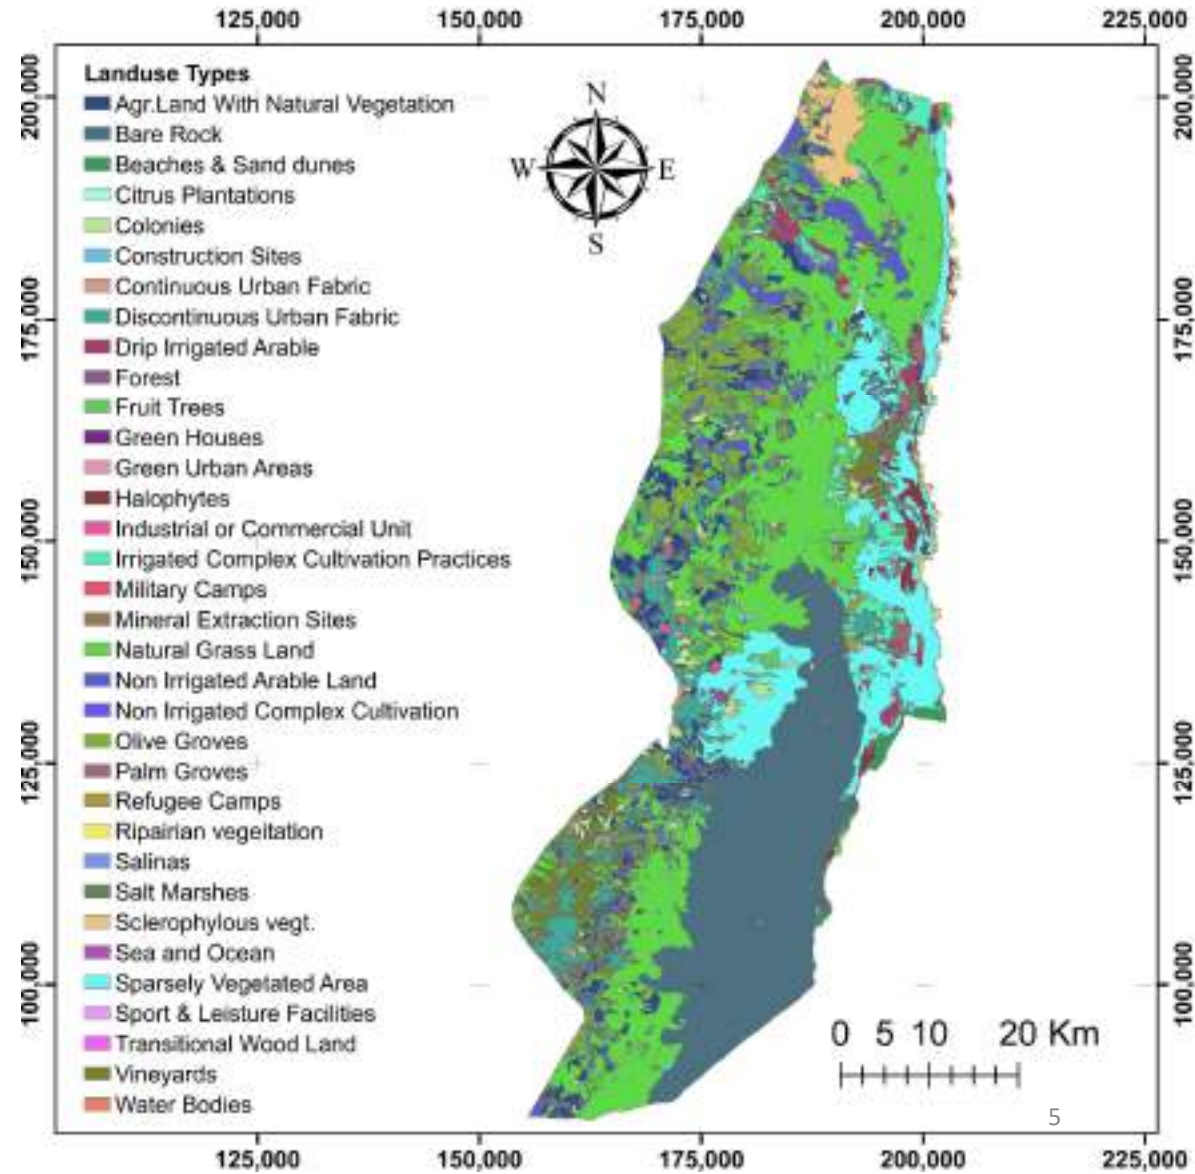 125,000 150,000 175,000 200,000 225,000
200,000
175,000
150,000
125,000
100,000
Landuse Types
Agr.Land With Natural Vegetation
Bare Rock
Beaches & Sand dunes
Citrus Plantations
Colonies
Construction Sites
Continuous Urban Fabric
Discontinuous Urban Fabric
Drip Irrigated Arable
Forest
Fruit Trees
Green Houses
Green Urban Areas
Halophytes
Industrial or Commercial Unit
Irrigated Complex Cultivation Practices
Military Camps
Mineral Extraction Sites
Natural Grass Land
Non Irrigated Arable Land
Non Irrigated Complex Cultivation
Olive Groves
Palm Groves
Refugee Camps
Ripairian vegeitation
Salinas
Salt Marshes
Sclerophylous vegt.
Sea and Ocean
Sparsely Vegetated Area
Sport & Leisture Facilities
Transitional Wood Land
Vineyards
Water Bodies
N
W E
S
200,000
175,000
150,000
125,000
100,000
0 5 10 20 Km
5
125,000 150,000 175,000 200,000 225,000